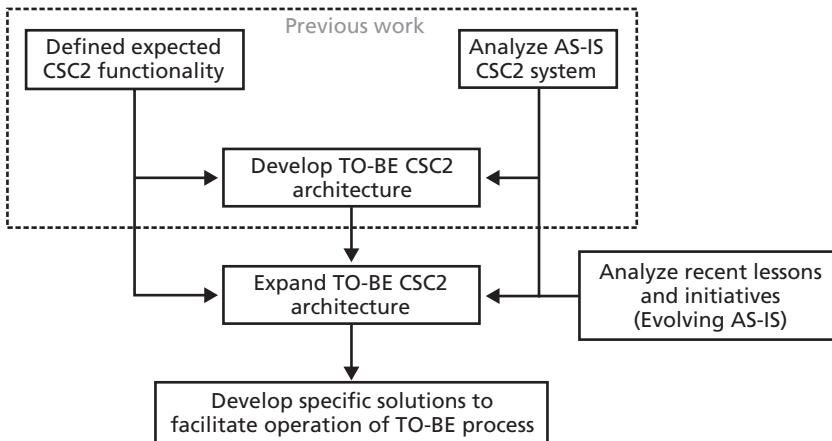 Previous work
Defined expected
CSC2 functionality
Analyze AS-IS
CSC2 system
Develop TO-BE CSC2
architecture
Expand TO-BE CSC2
architecture
Analyze recent lessons
and initiatives
(Evolving AS-IS)
Develop specific solutions to
facilitate operation of TO-BE process